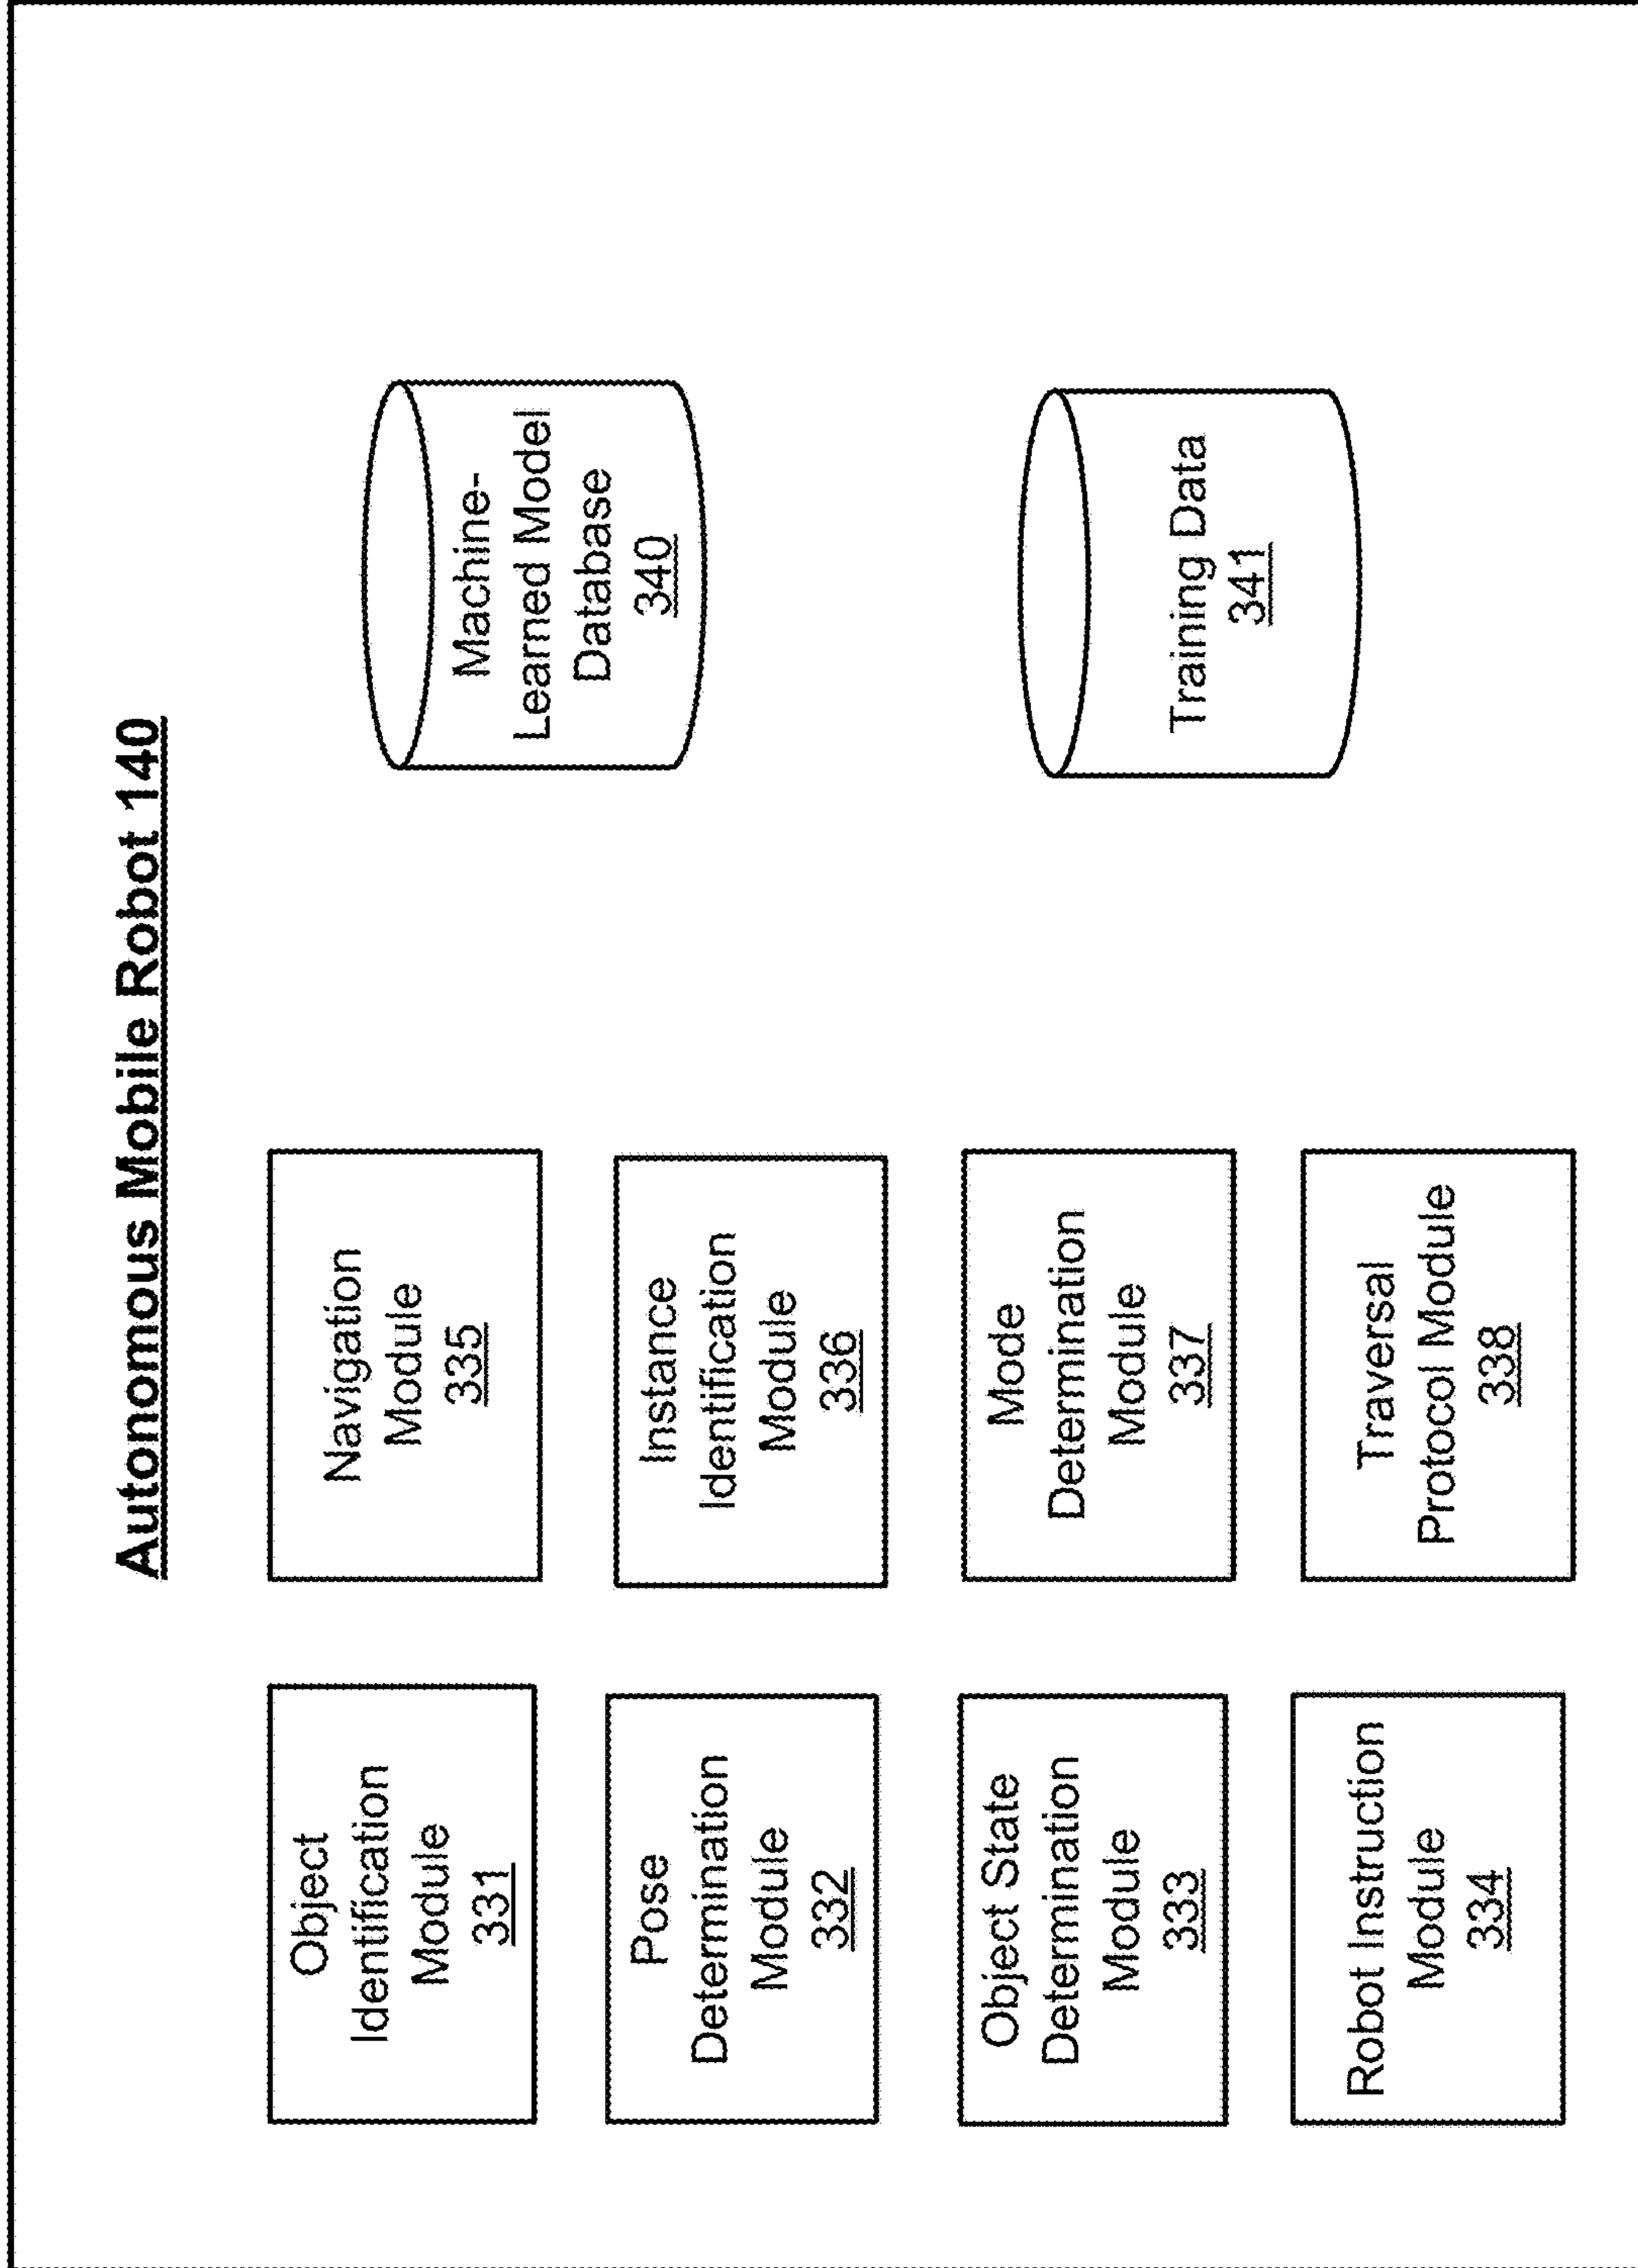 Autonomous Mobile Robot 140
Object
Identification
Module
331
Pose
Determination
Module
332
Object State
Determination
Module
333
Robot Instruction
Module
334
Navigation
Module
335
Instance
Identification
Module
336
Mode
Determination
Module
337
Traversal
Protocol Module
338
Machine-
Learned Model
Database
340
Training Data
341